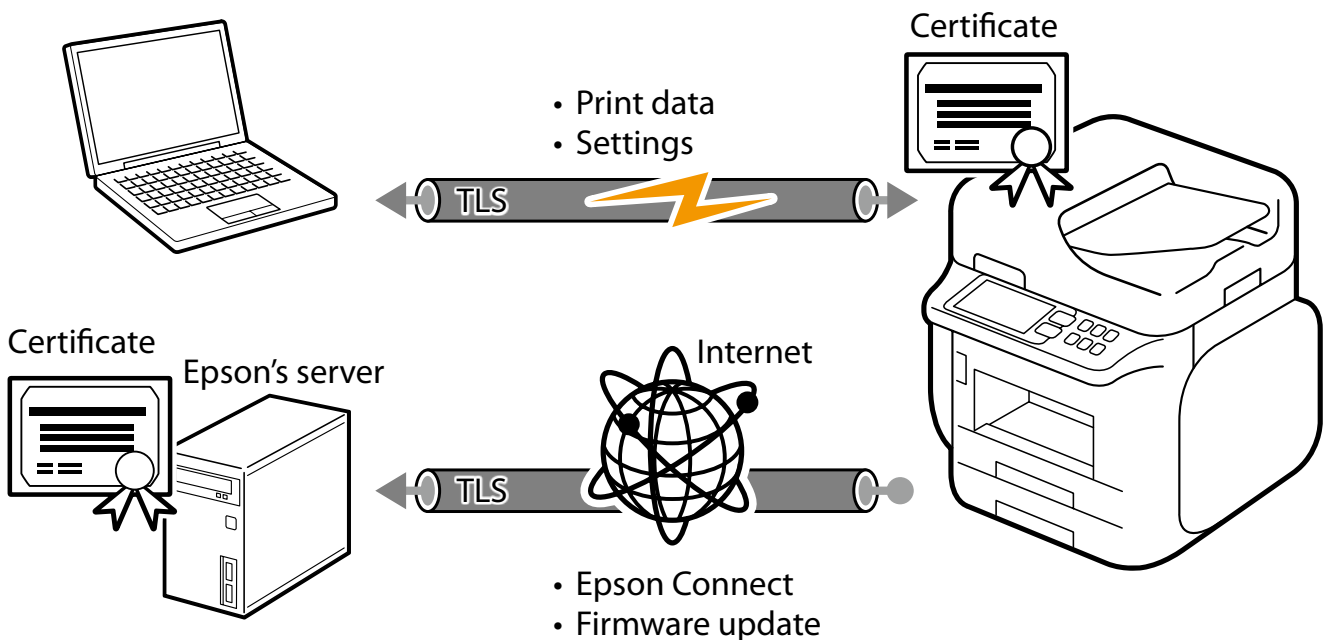 Certificate
• Print data
• Settings
TLS
Certificate
Epson's server
Internet
TLS
• Epson Connect
• Firmware update